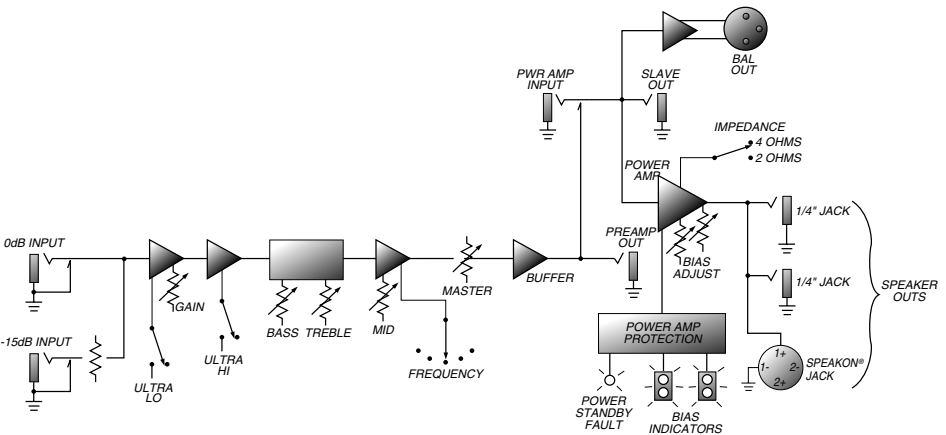 BAL
OUT
PWR AMP
INPUT
SLAVE
OUT
IMPEDANCE
4 OHMS
2 OHMS
POWER
AMP
1/4" JACK
0dB INPUT
PREAMP
OUT
BIAS
ADJUST
1/4" JACK
SPEAKER
OUTS
GAIN
BUFFER
MASTER
BASS TREBLE
MID
-15dB INPUT
ULTRA
HI
ULTRA
LO
FREQUENCY
POWER AMP
PROTECTION
1+
1- 2-
2+
SPEAKON®
JACK
POWER
STANDBY
FAULT
BIAS
INDICATORS